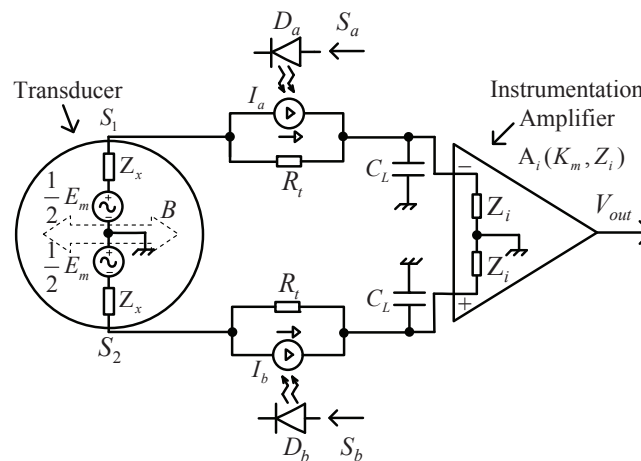 D_a
S_a
Transducer
Instrumentation
Amplifier
A_i(K_m, Z_i)
S_1
I_a
Z_x
R_t
C_L
−
Z_i
V_out
1/2 E_m
+
−
B
1/2 E_m
+
−
Z_x
R_t
C_L
Z_i
+
S_2
I_b
D_b
S_b